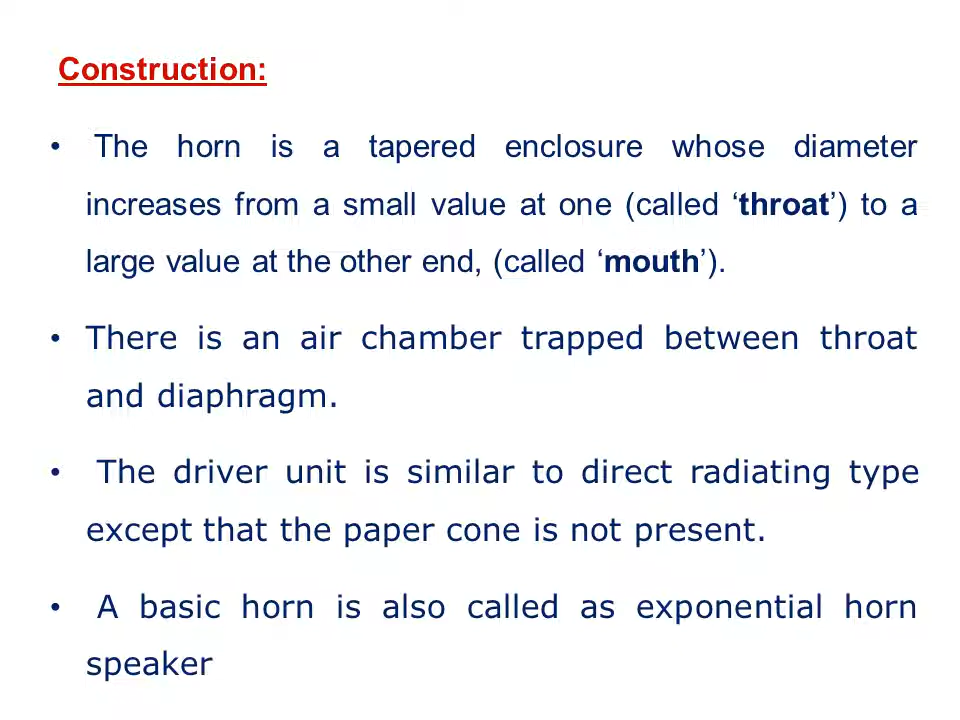 Construction:
• The horn is a tapered enclosure whose diameter
increases from a small value at one (called ‘throat’) to a
large value at the other end, (called ‘mouth’).
• There is an air chamber trapped between throat
and diaphragm.
• The driver unit is similar to direct radiating type
except that the paper cone is not present.
• A basic horn is also called as exponential horn
speaker